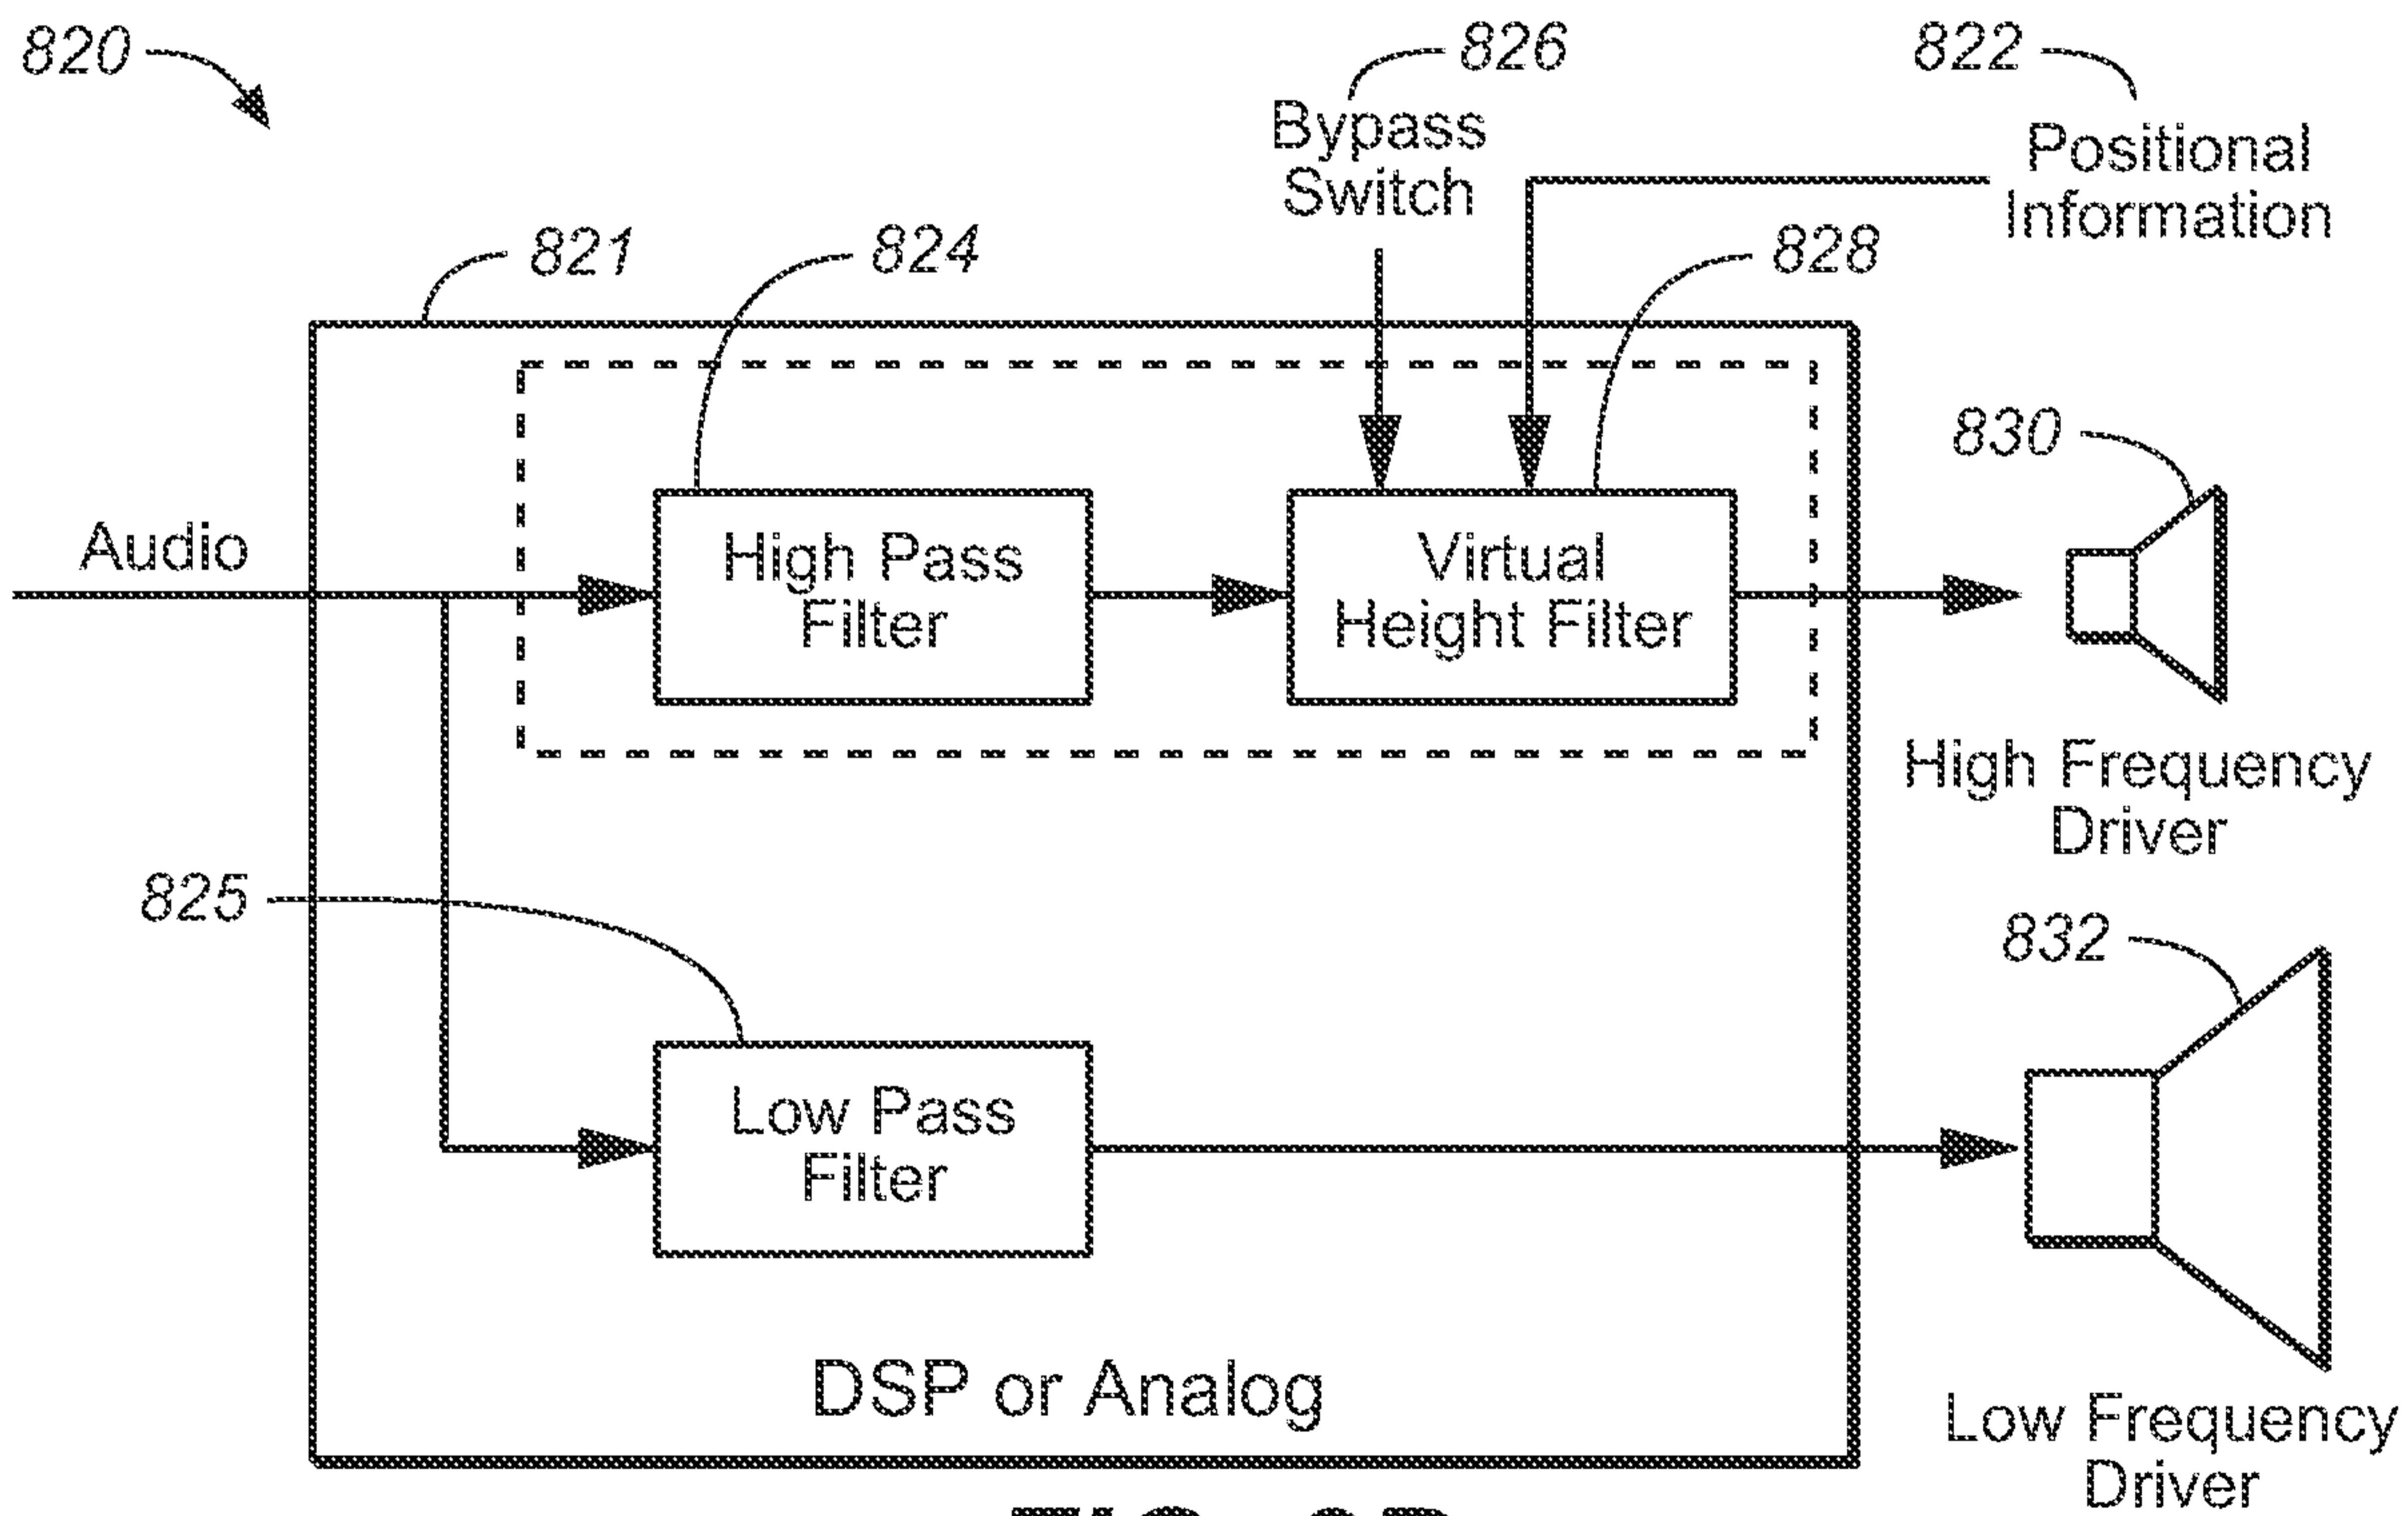 820
826
822
Bypass
Switch
Positional
Information
821
824
828
830
Audio
High Pass
Filter
Virtual
Height Filter
High Frequency
Driver
825
832
Low Pass
Filter
DSP or Analog
Low Frequency
Driver